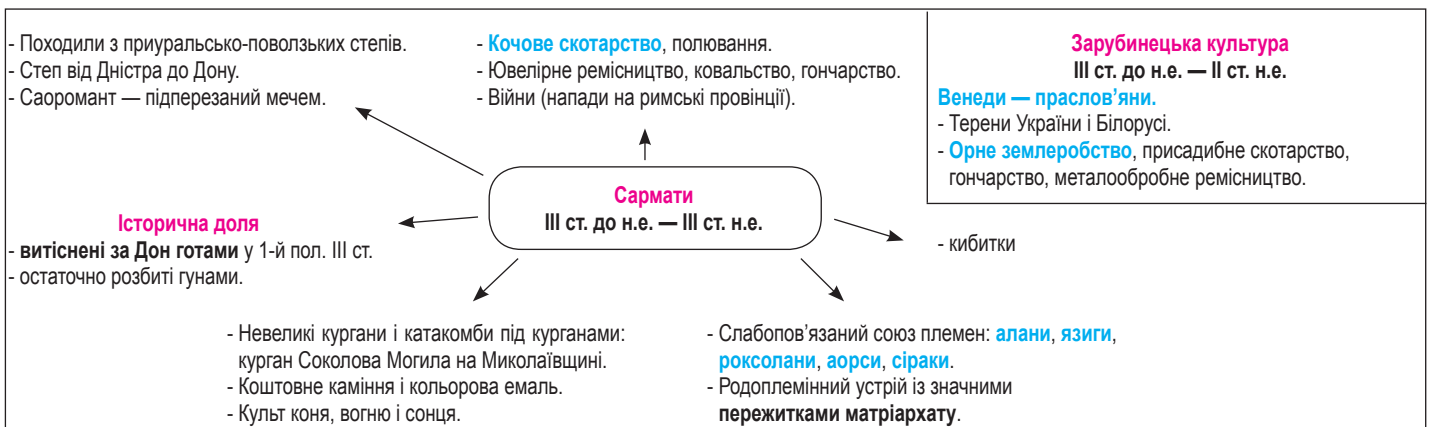 - Походили з приуральсько-поволзьких степів.
- Степ від Дністра до Дону.
- Саоромант — підперезаний мечем.
- Кочове скотарство, полювання.
- Ювелірне ремісництво, ковальство, гончарство.
- Війни (напади на римські провінції).
Зарубинецька культура
III ст. до н.е. — II ст. н.е.
Венеди — праслов’яни.
- Терени України і Білорусі.
- Орне землеробство, присадибне скотарство,
гончарство, металообробне ремісництво.
Сармати
III ст. до н.е. — III ст. н.е.
Історична доля
- витіснені за Дон готами у 1-й пол. III ст.
- остаточно розбиті гунами.
- кибитки
- Невеликі кургани і катакомби під курганами:
курган Соколова Могила на Миколаївщині.
- Коштовне каміння і кольорова емаль.
- Культ коня, вогню і сонця.
- Слабопов’язаний союз племен: алани, язиги,
роксолани, аорси, сіраки.
- Родоплемінний устрій із значними
пережитками матріархату.